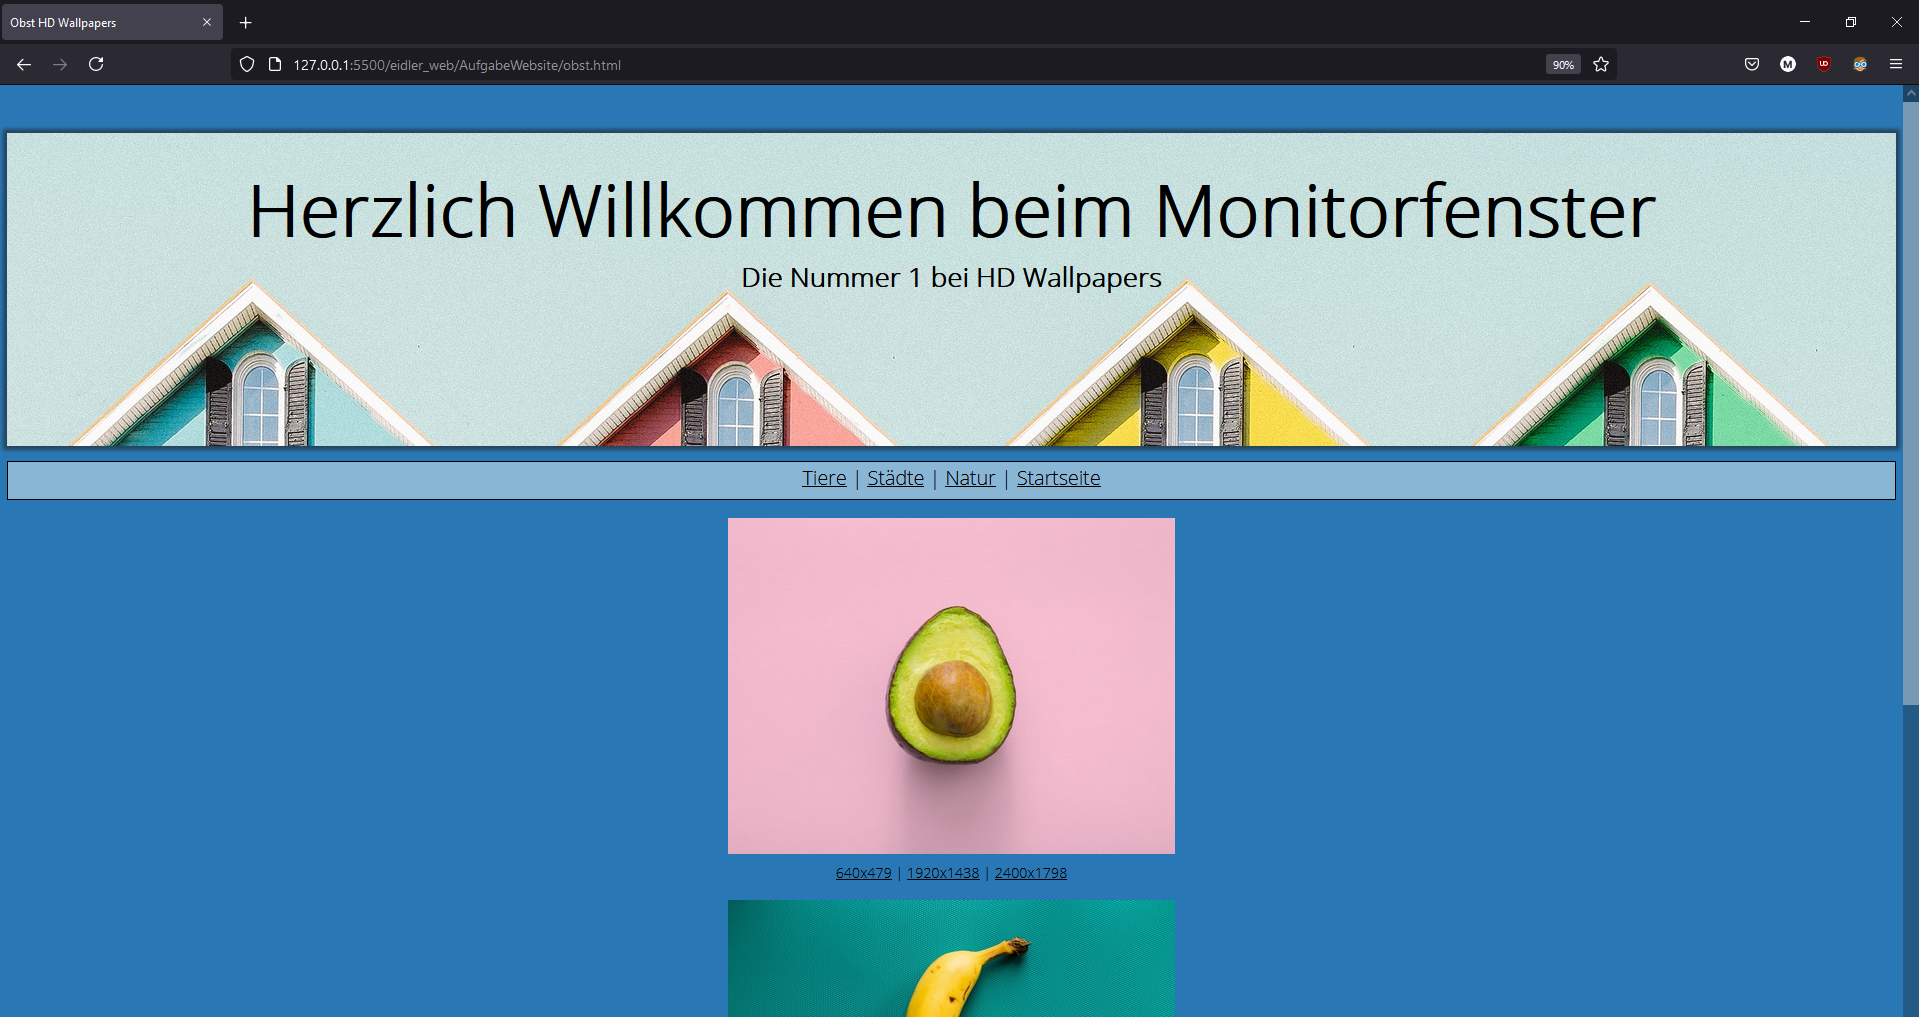 Obst HD Wallpapers
127.0.0.1:5500/eidler_web/AufgabeWebsite/obst.html
90%
Herzlich Willkommen beim Monitorfenster
Die Nummer 1 bei HD Wallpapers
Tiere | Städte | Natur | Startseite
640x479 | 1920x1438 | 2400x1798